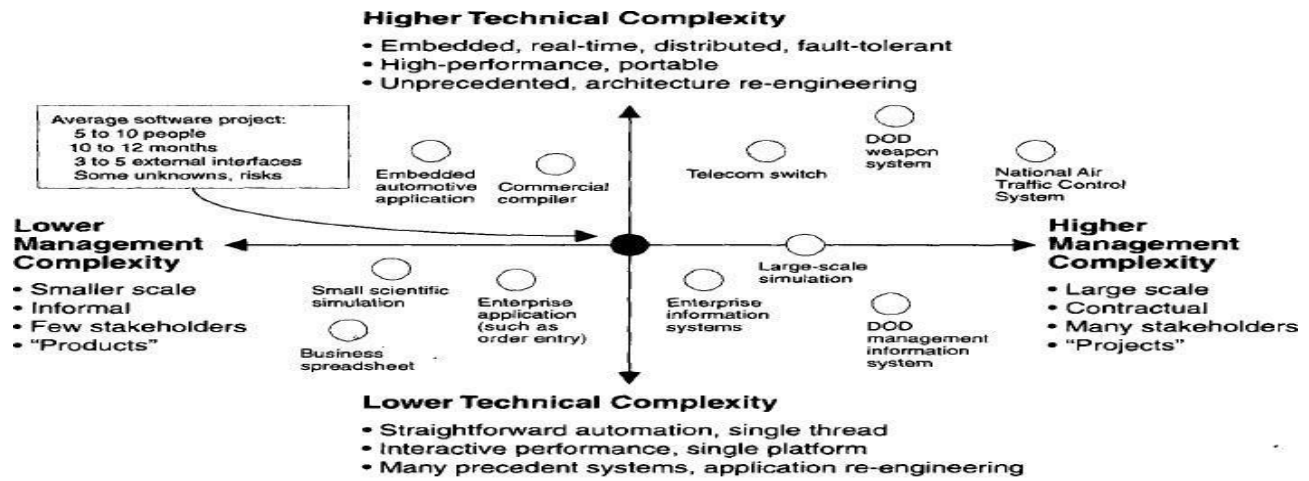 Higher Technical Complexity
• Embedded, real-time, distributed, fault-tolerant
• High-performance, portable
• Unprecedented, architecture re-engineering
Average software project:
5 to 10 people
10 to 12 months
3 to 5 external interfaces
Some unknowns, risks
Embedded
automotive
application
Commercial
compiler
Telecom switch
DOD
weapon
system
National Air
Traffic Control
System
Lower
Management
Complexity
• Smaller scale
• Informal
• Few stakeholders
• "Products"
Small scientific
simulation
Business
spreadsheet
Enterprise
application
(such as
order entry)
Enterprise
information
systems
Large-scale
simulation
DOD
management
information
system
Higher
Management
Complexity
• Large scale
• Contractual
• Many stakeholders
• "Projects"
Lower Technical Complexity
• Straightforward automation, single thread
• Interactive performance, single platform
• Many precedent systems, application re-engineering